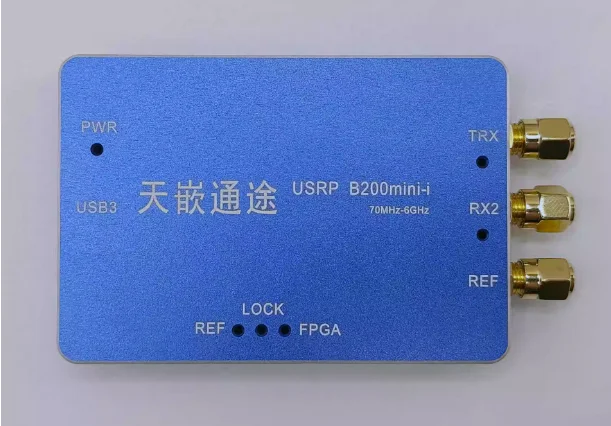 PWR
TRX
USB3
天嵌通途 USRP B200mini-i
70MHz-6GHz
RX2
REF
LOCK
REF FPGA